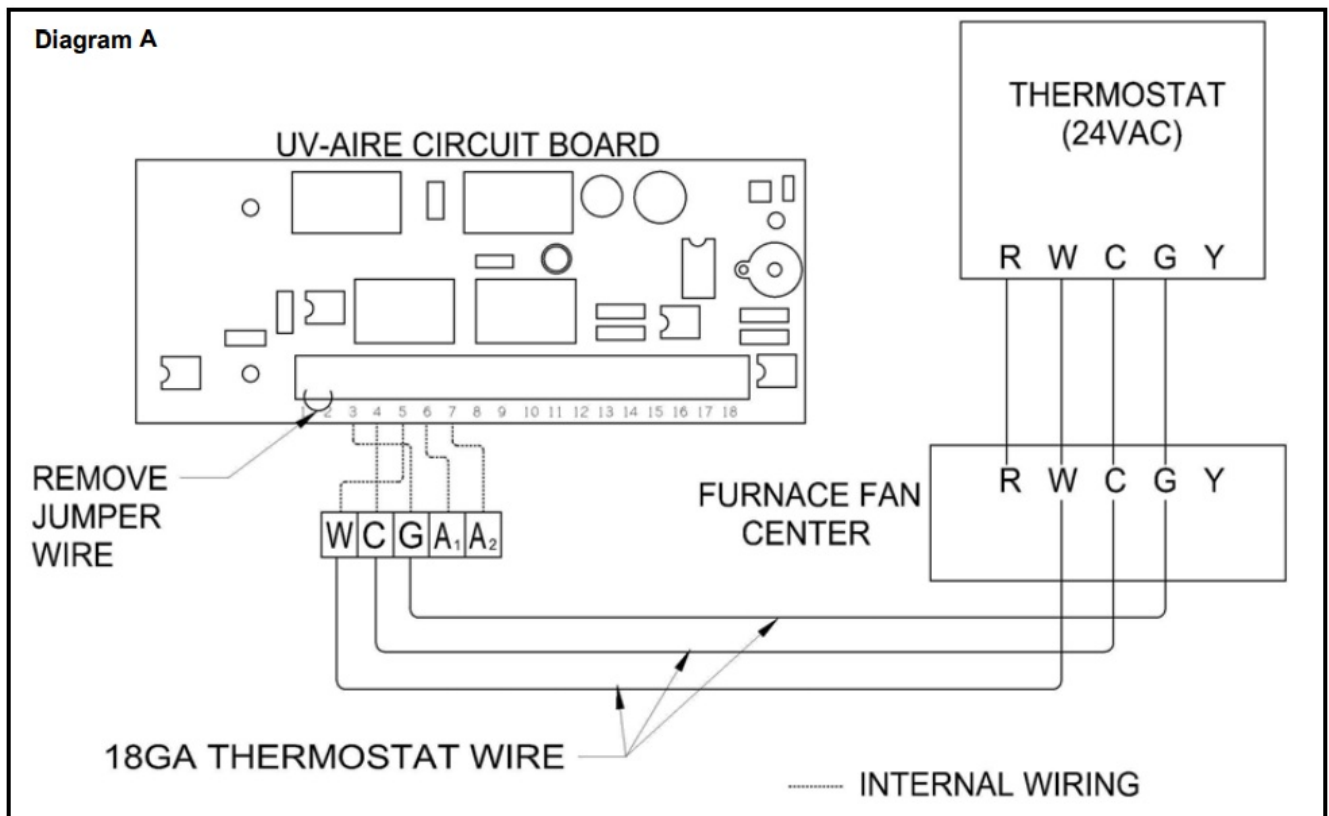 Diagram A
THERMOSTAT
(24VAC)
R W C G Y
UV-AIRE CIRCUIT BOARD
1 2 3 4 5 6 7 8 9 10 11 12 13 14 15 16 17 18
REMOVE
JUMPER
WIRE
W C G A1 A2
FURNACE FAN
CENTER
R W C G Y
18GA THERMOSTAT WIRE
INTERNAL WIRING